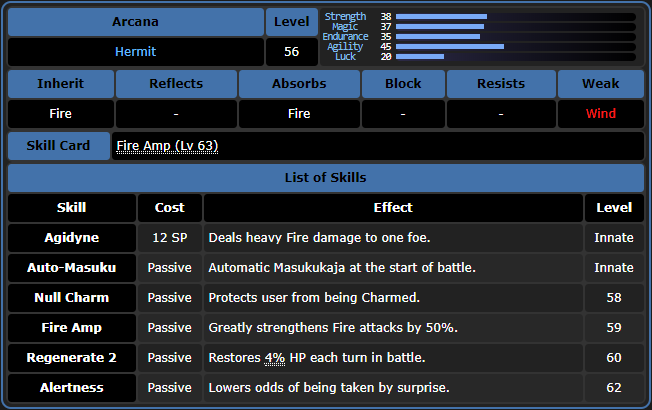 Arcana Level
Hermit 56
Strength 38
Magic 37
Endurance 35
Agility 45
Luck 20
Inherit Reflects Absorbs Block Resists Weak
Fire - Fire - - Wind
Skill Card Fire Amp (Lv 63)
List of Skills
Skill Cost Effect Level
Agidyne 12 SP Deals heavy Fire damage to one foe. Innate
Auto-Masuku Passive Automatic Masukukaja at the start of battle. Innate
Null Charm Passive Protects user from being Charmed. 58
Fire Amp Passive Greatly strengthens Fire attacks by 50%. 59
Regenerate 2 Passive Restores 4% HP each turn in battle. 60
Alertness Passive Lowers odds of being taken by surprise. 62